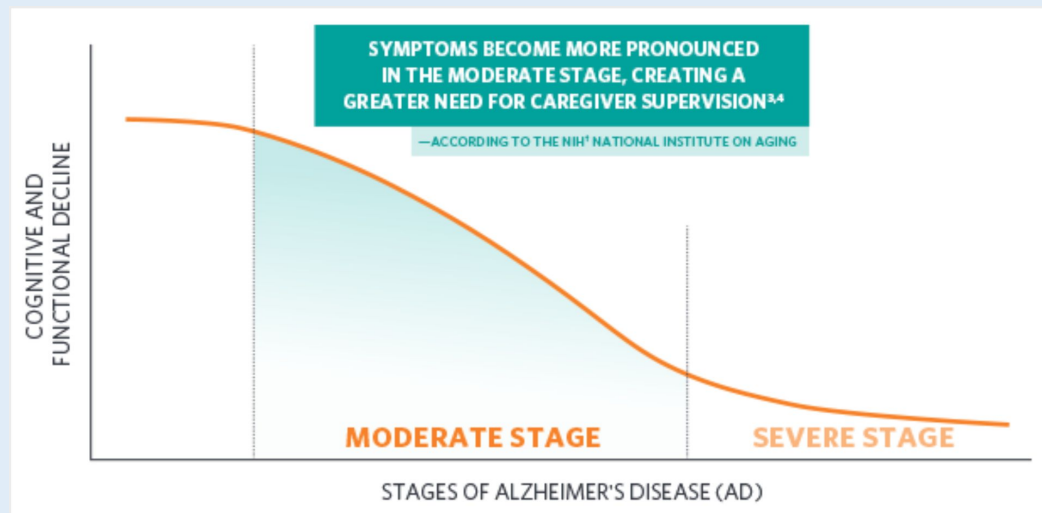 SYMPTOMS BECOME MORE PRONOUNCED
IN THE MODERATE STAGE, CREATING A
GREATER NEED FOR CAREGIVER SUPERVISION³,⁴
—ACCORDING TO THE NIH† NATIONAL INSTITUTE ON AGING
COGNITIVE AND
FUNCTIONAL DECLINE
MODERATE STAGE
SEVERE STAGE
STAGES OF ALZHEIMER'S DISEASE (AD)